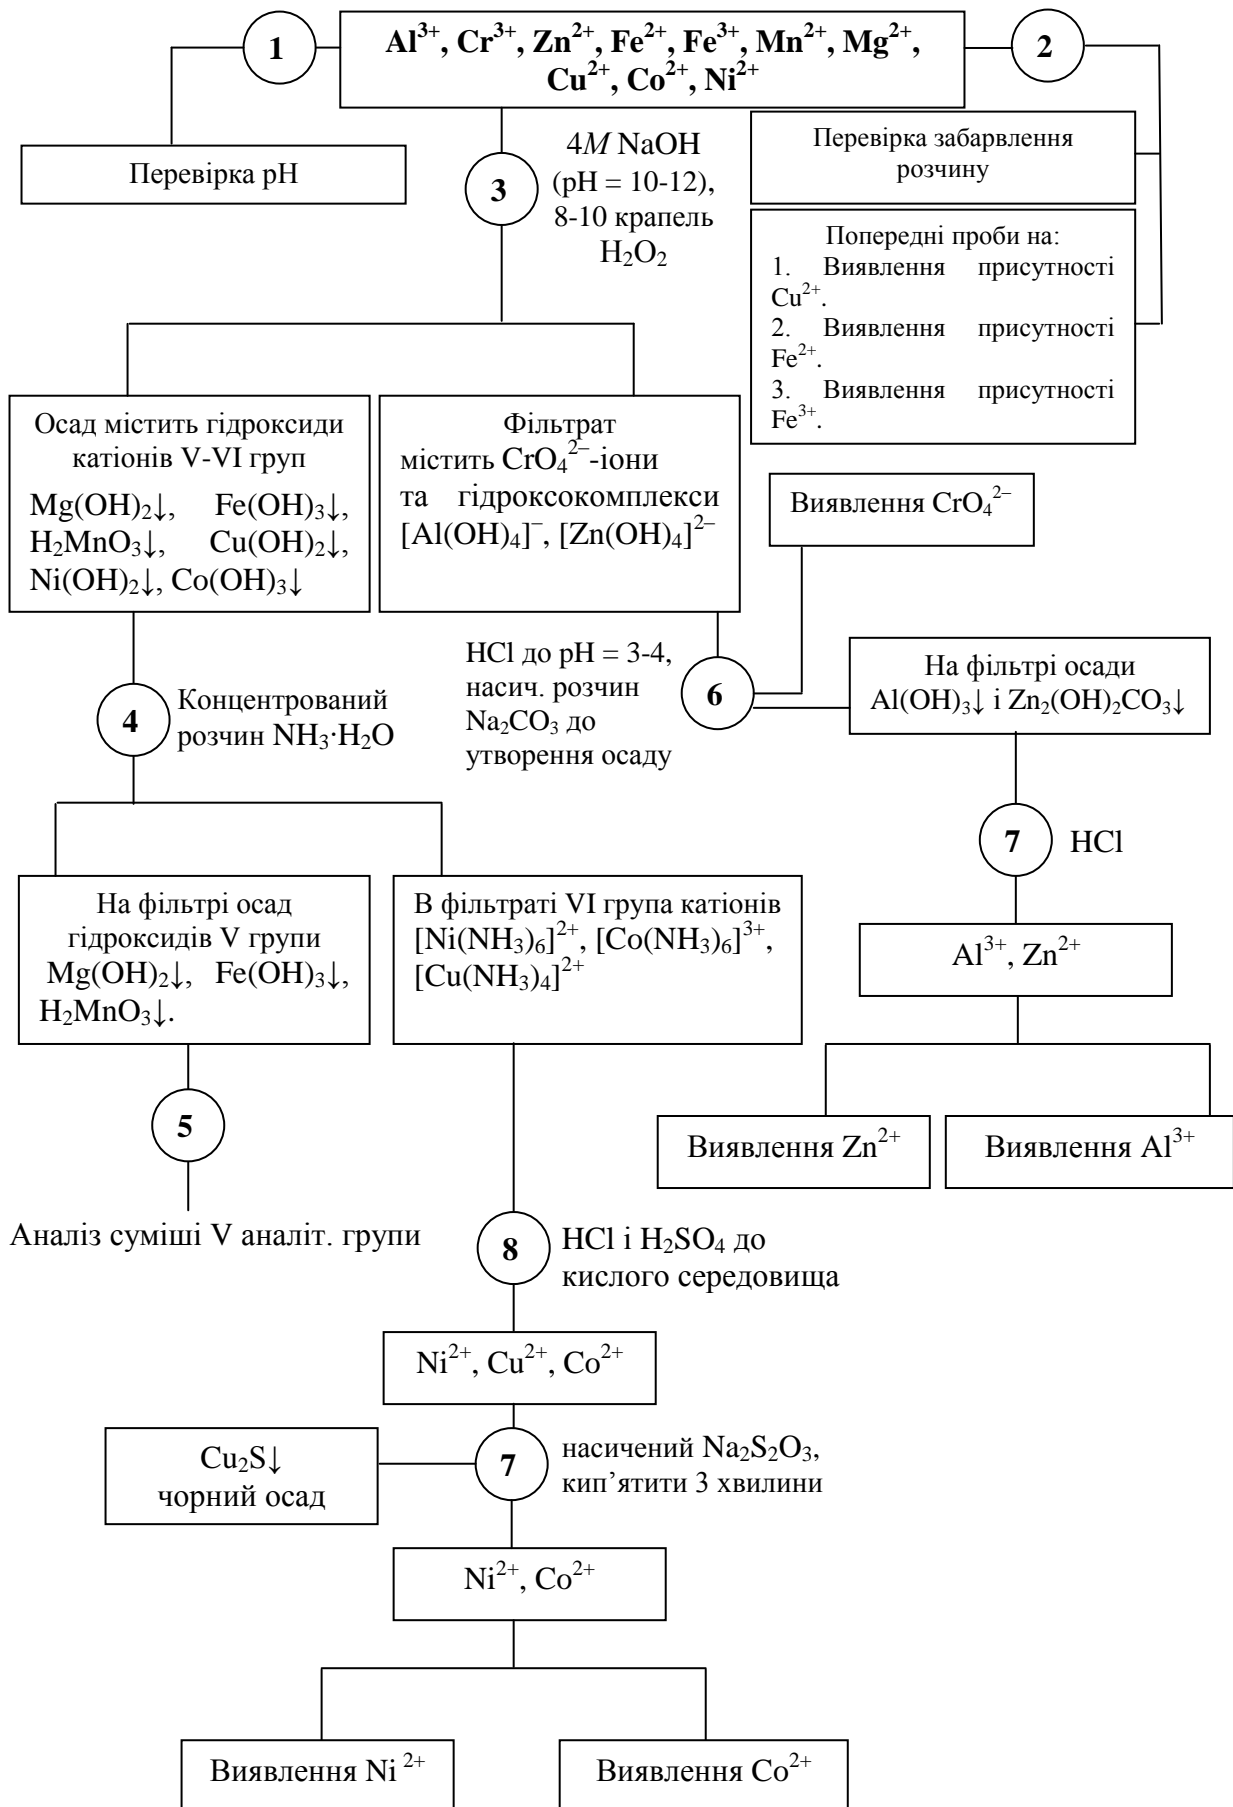 1
Al³⁺, Cr³⁺, Zn²⁺, Fe²⁺, Fe³⁺, Mn²⁺, Mg²⁺,
Cu²⁺, Co²⁺, Ni²⁺
2
Перевірка рН
3
4М NaOH
(pH = 10-12),
8-10 крапель
H₂O₂
Перевірка забарвлення
розчину
Попередні проби на:
1. Виявлення присутності
Cu²⁺.
2. Виявлення присутності
Fe²⁺.
3. Виявлення присутності
Fe³⁺.
Осад містить гідроксиди
катіонів V-VI груп
Mg(OH)₂↓, Fe(OH)₃↓,
H₂MnO₃↓, Cu(OH)₂↓,
Ni(OH)₂↓, Co(OH)₃↓
Фільтрат
містить CrO₄²⁻-іони
та гідроксокомплекси
[Al(OH)₄]⁻, [Zn(OH)₄]²⁻
Виявлення CrO₄²⁻
4
Концентрований
розчин NH₃·H₂O
HCl до pH = 3-4,
насич. розчин
Na₂CO₃ до
утворення осаду
6
На фільтрі осади
Al(OH)₃↓ і Zn₂(OH)₂CO₃↓
7
HCl
На фільтрі осад
гідроксидів V групи
Mg(OH)₂↓, Fe(OH)₃↓,
H₂MnO₃↓.
В фільтраті VI група катіонів
[Ni(NH₃)₆]²⁺, [Co(NH₃)₆]³⁺,
[Cu(NH₃)₄]²⁺
Al³⁺, Zn²⁺
5
Виявлення Zn²⁺
Виявлення Al³⁺
Аналіз суміші V аналіт. групи
8
HCl і H₂SO₄ до
кислого середовища
Ni²⁺, Cu²⁺, Co²⁺
Cu₂S↓
чорний осад
7
насичений Na₂S₂O₃,
кип’ятити 3 хвилини
Ni²⁺, Co²⁺
Виявлення Ni ²⁺
Виявлення Co²⁺